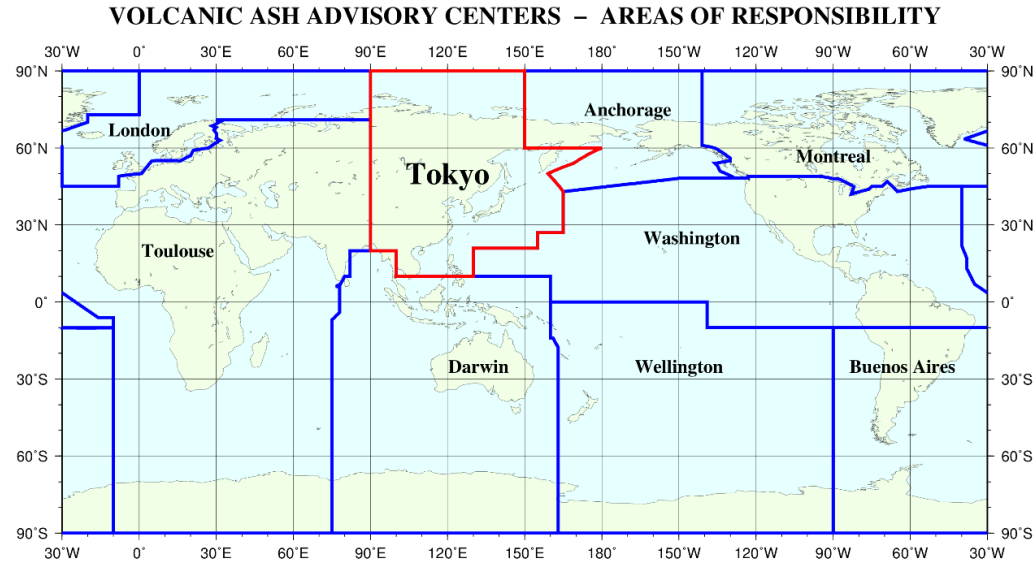 VOLCANIC ASH ADVISORY CENTERS – AREAS OF RESPONSIBILITY
30˚W 0˚ 30˚E 60˚E 90˚E 120˚E 150˚E 180˚ 150˚W 120˚W 90˚W 60˚W 30˚W
90˚N 90˚N
Anchorage
London
60˚N 60˚N
Montreal
Tokyo
30˚N 30˚N
Washington
Toulouse
0˚ 0˚
Darwin Wellington Buenos Aires
30˚S 30˚S
60˚S 60˚S
90˚S 90˚S
30˚W 0˚ 30˚E 60˚E 90˚E 120˚E 150˚E 180˚ 150˚W 120˚W 90˚W 60˚W 30˚W